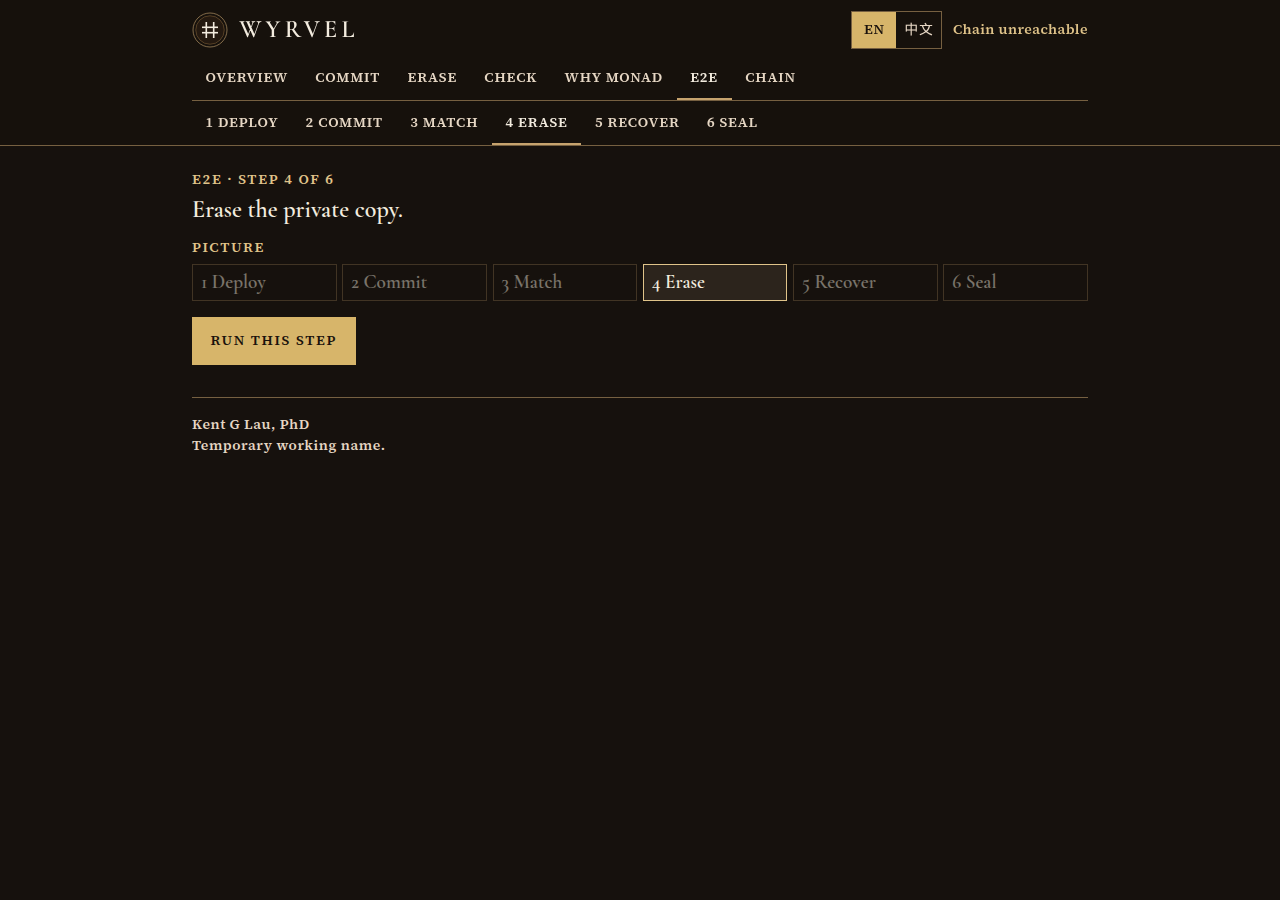 WYRVEL
EN 中文 Chain unreachable
OVERVIEW COMMIT ERASE CHECK WHY MONAD E2E CHAIN
1 DEPLOY 2 COMMIT 3 MATCH 4 ERASE 5 RECOVER 6 SEAL
E2E · STEP 4 OF 6
Erase the private copy.
PICTURE
1 Deploy 2 Commit 3 Match 4 Erase 5 Recover 6 Seal
RUN THIS STEP
Kent G Lau, PhD
Temporary working name.